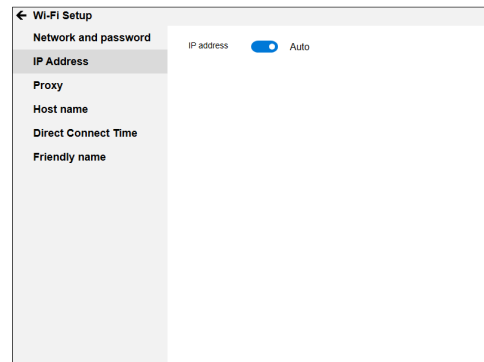 Wi-Fi Setup
Network and password
IP address Auto
IP Address
Proxy
Host name
Direct Connect Time
Friendly name